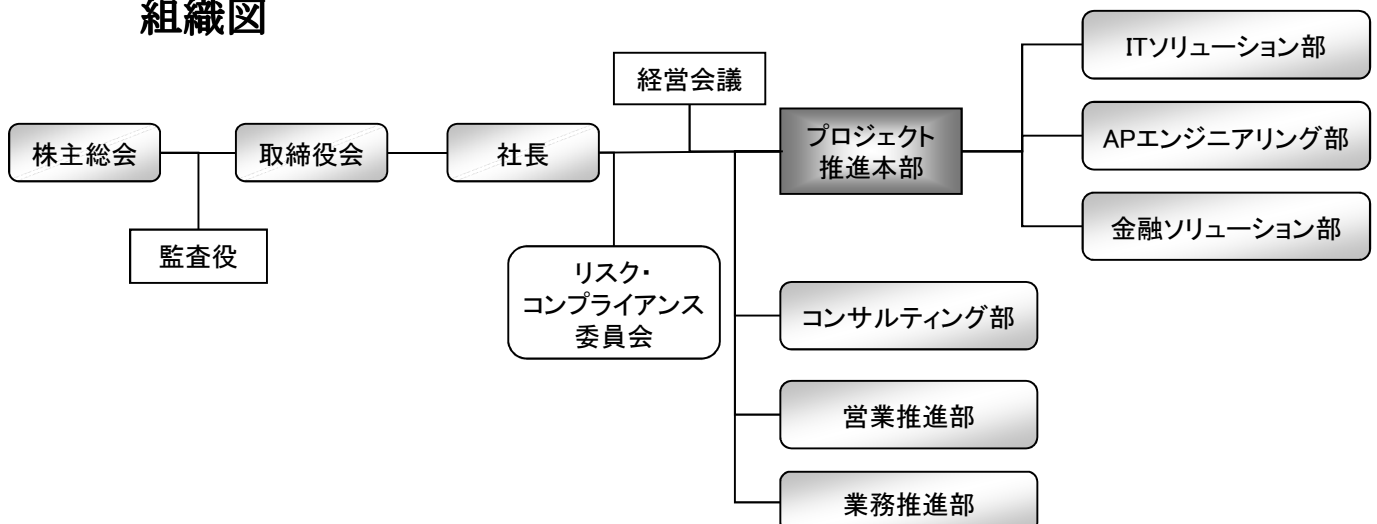 組織図
経営会議
株主総会
取締役会
社長
監査役
リスク・
コンプライアンス
委員会
プロジェクト
推進本部
ITソリューション部
APエンジニアリング部
金融ソリューション部
コンサルティング部
営業推進部
業務推進部